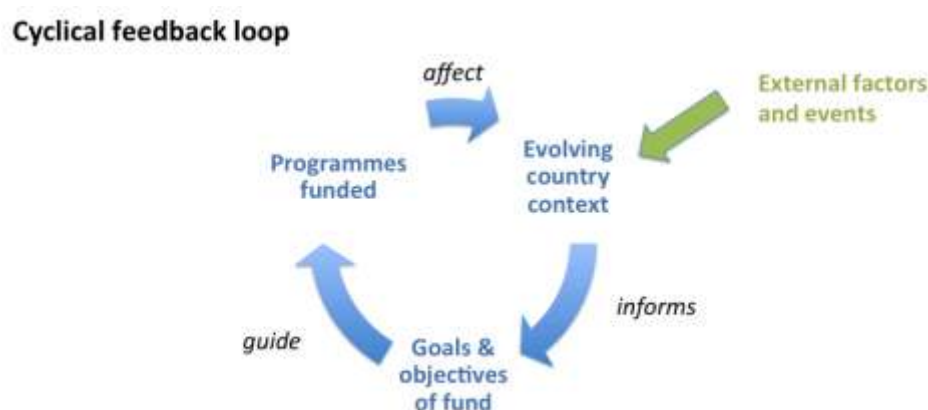 Cyclical feedback loop
affect
External factors
and events
Programmes
funded
Evolving
country
context
informs
guide
Goals &
objectives
of fund